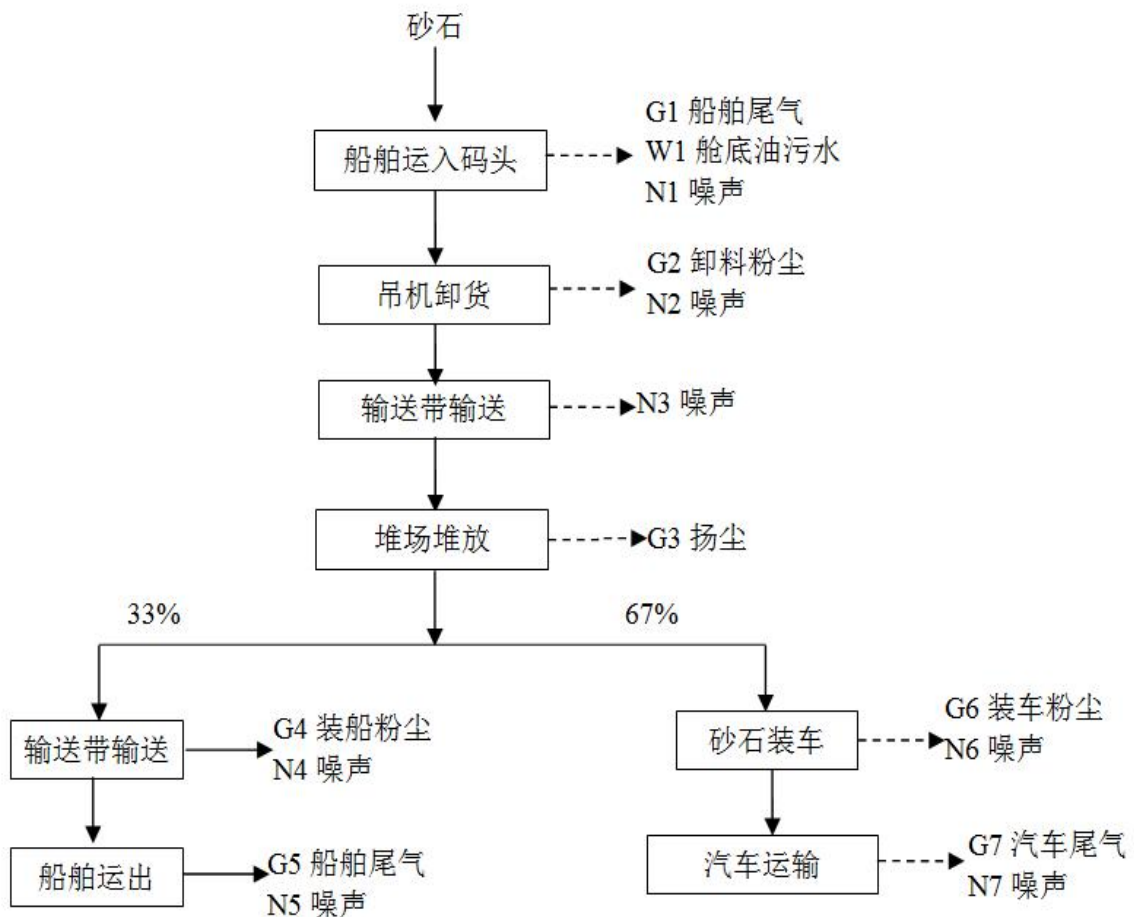 砂石
船舶运入码头
G1 船舶尾气
W1 舱底油污水
N1 噪声
吊机卸货
G2 卸料粉尘
N2 噪声
输送带输送
N3 噪声
堆场堆放
G3 扬尘
33%
67%
输送带输送
G4 装船粉尘
N4 噪声
砂石装车
G6 装车粉尘
N6 噪声
船舶运出
G5 船舶尾气
N5 噪声
汽车运输
G7 汽车尾气
N7 噪声